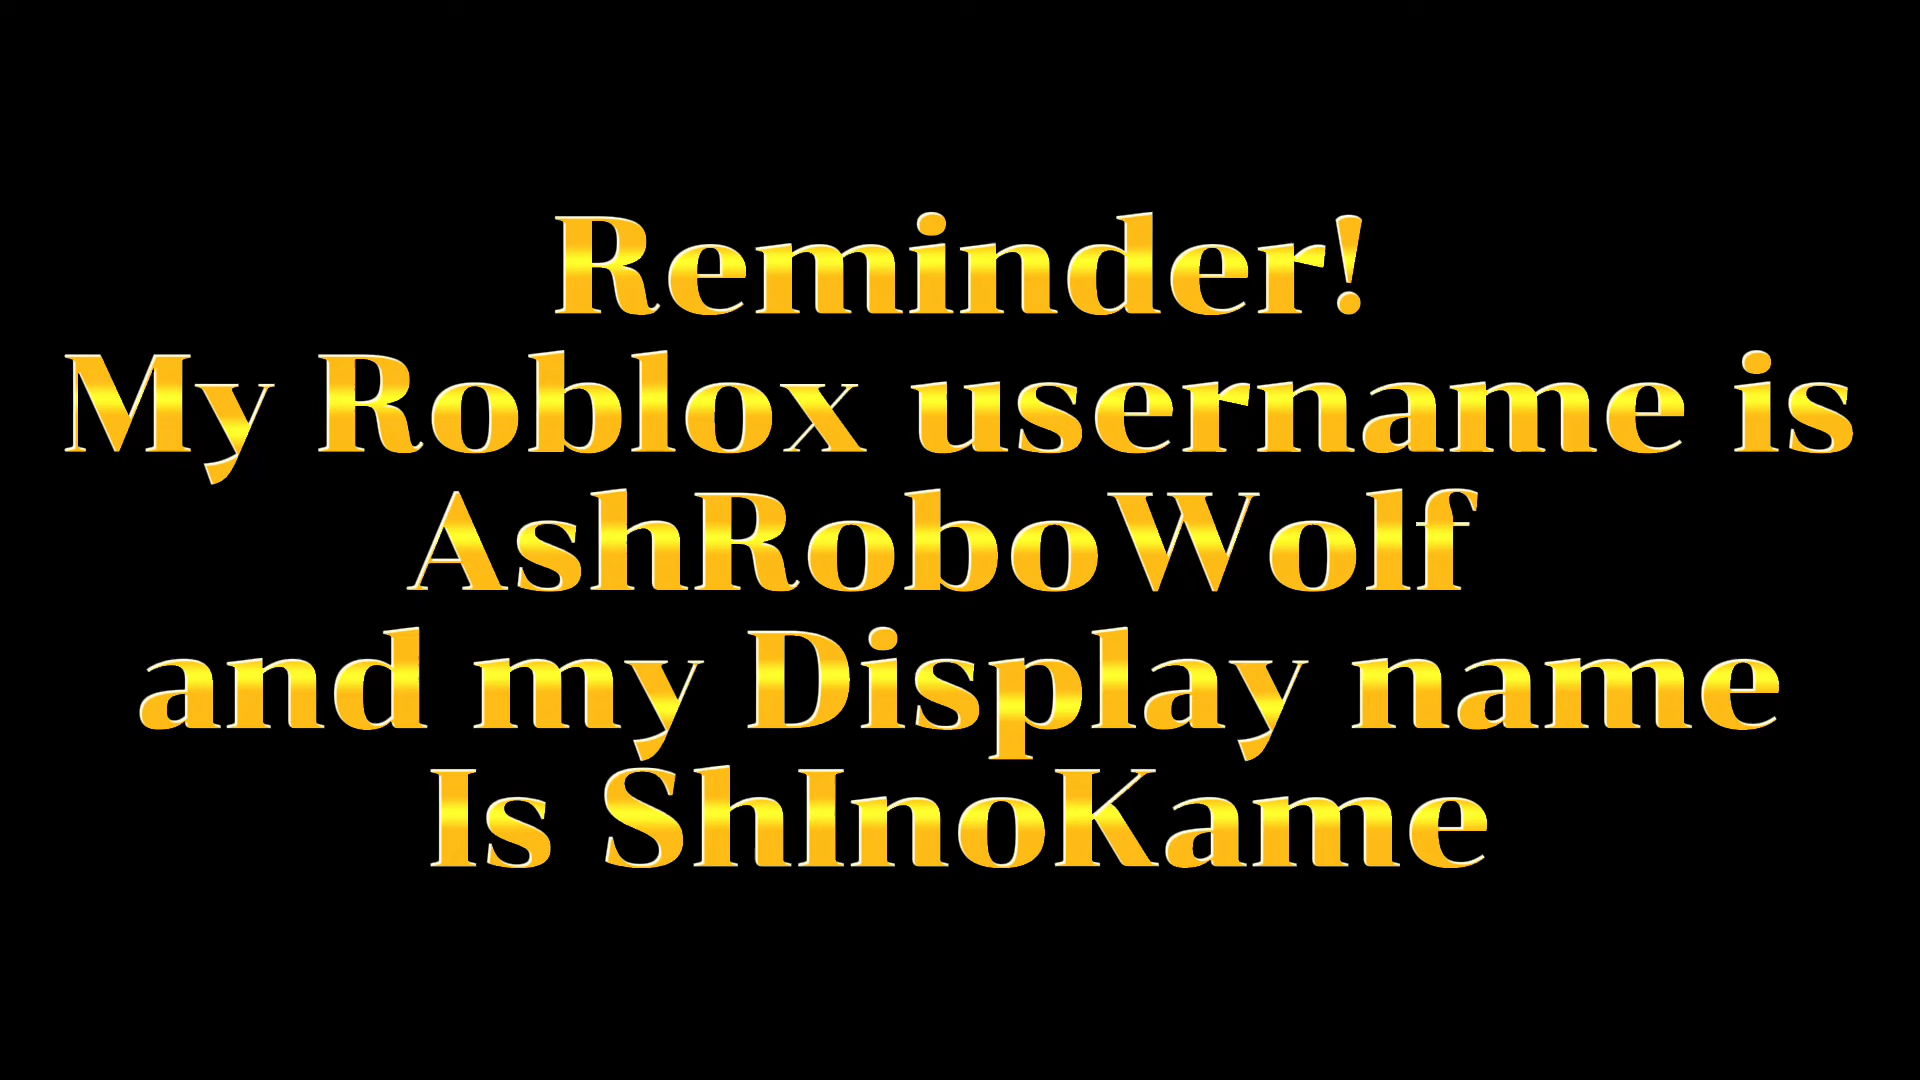 Reminder!
My Roblox username is
AshRoboWolf
and my Display name
Is ShInoKame